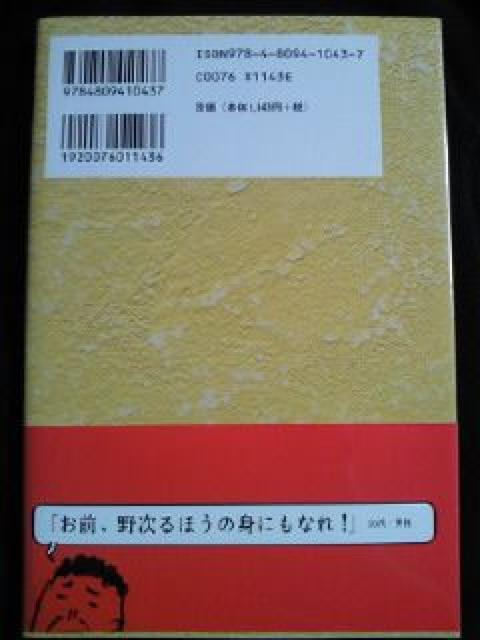 ISBN978-4-8094-1043-7
C0076 ¥1143E
定価（本体1,143円+税）
9784809410437
1920076011436
「お前、野次るほうの身にもなれ！」